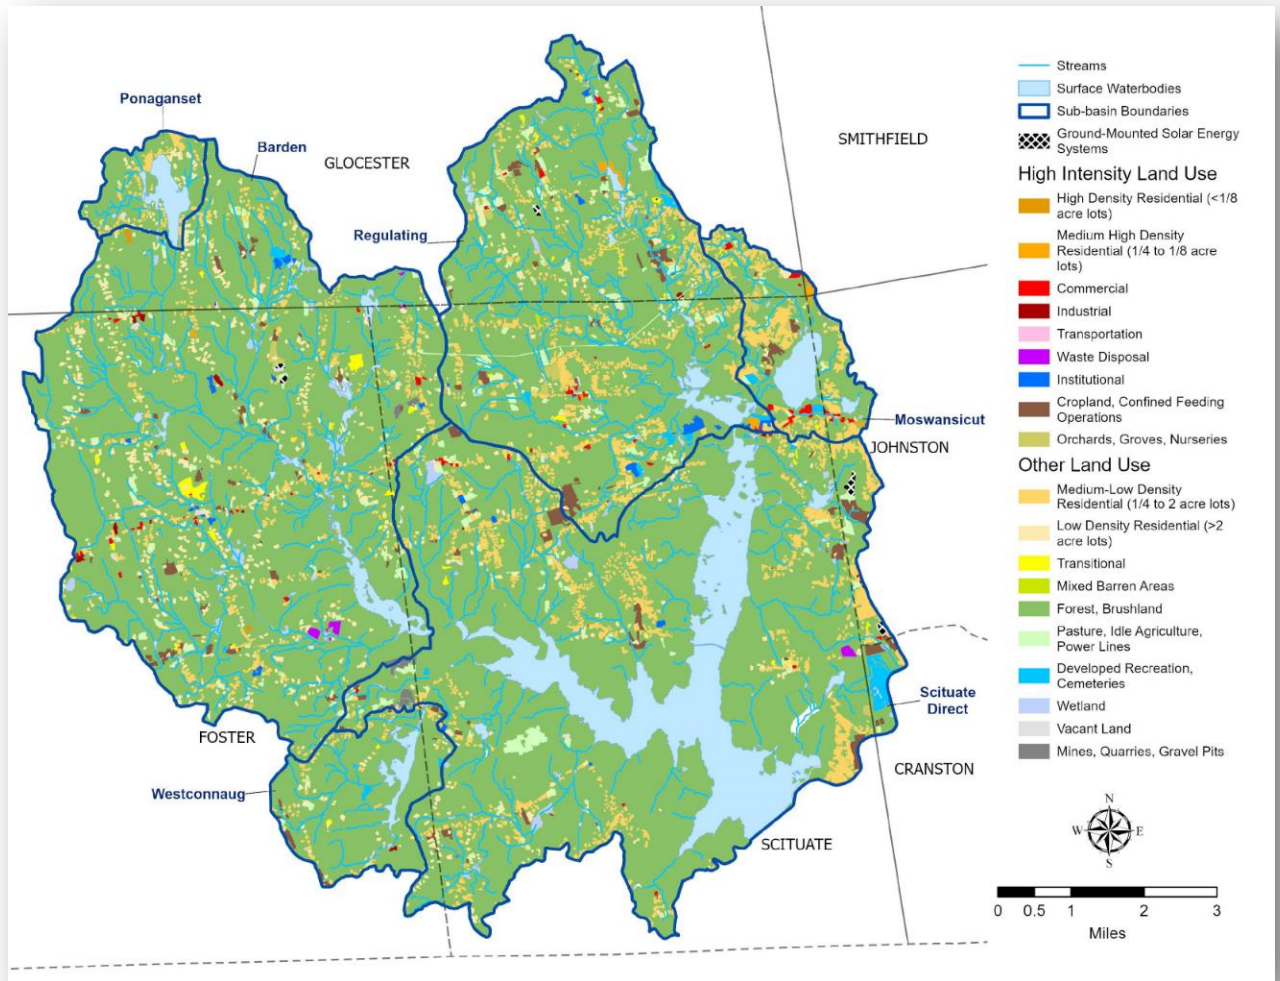 Ponaganset
Barden
GLOCESTER
SMITHFIELD
Regulating
Moswansicut
JOHNSTON
Scituate
Direct
FOSTER
CRANSTON
Westconnaug
SCITUATE
Streams
Surface Waterbodies
Sub-basin Boundaries
Ground-Mounted Solar Energy
Systems
High Intensity Land Use
High Density Residential (<1/8
acre lots)
Medium High Density
Residential (1/4 to 1/8 acre
lots)
Commercial
Industrial
Transportation
Waste Disposal
Institutional
Cropland, Confined Feeding
Operations
Orchards, Groves, Nurseries
Other Land Use
Medium-Low Density
Residential (1/4 to 2 acre lots)
Low Density Residential (>2
acre lots)
Transitional
Mixed Barren Areas
Forest, Brushland
Pasture, Idle Agriculture,
Power Lines
Developed Recreation,
Cemeteries
Wetland
Vacant Land
Mines, Quarries, Gravel Pits
N
W E
S
0 0.5 1 2 3
Miles